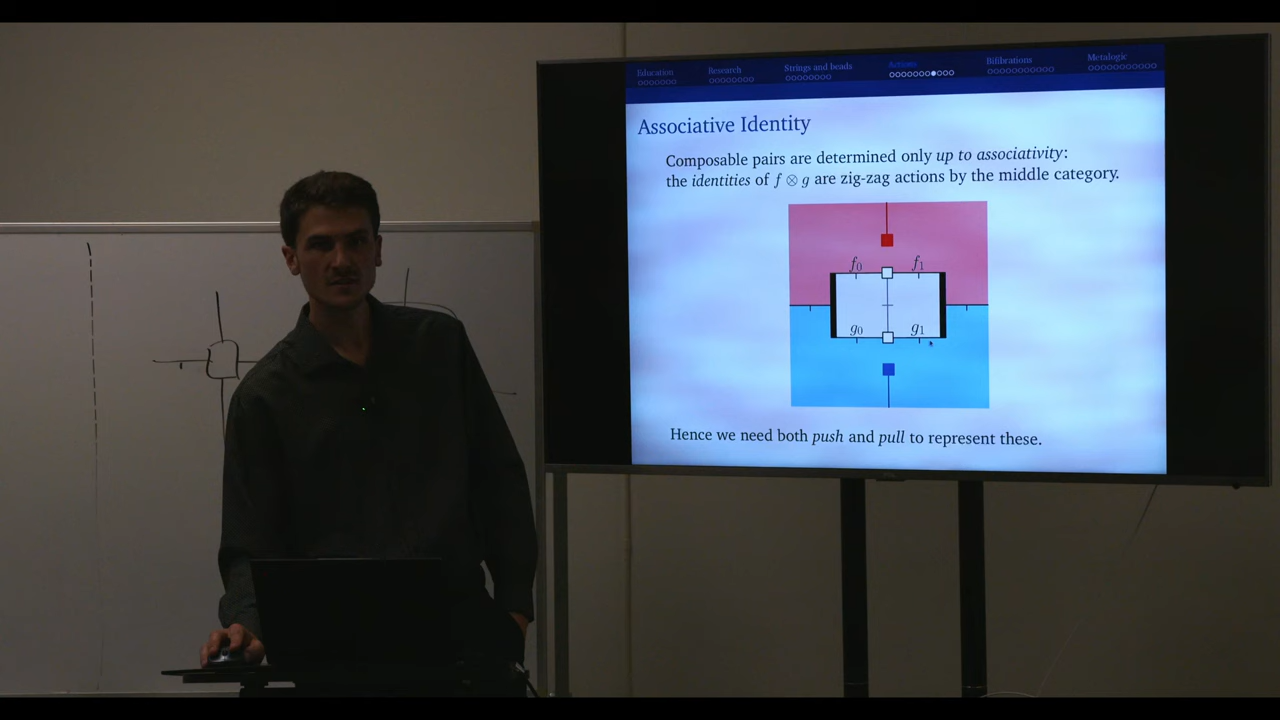 Education Research Strings and beads Actions Bifibrations Metalogic
Associative Identity
Composable pairs are determined only up to associativity:
the identities of f ⊗ g are zig-zag actions by the middle category.
f₀ f₁
g₀ g₁
Hence we need both push and pull to represent these.